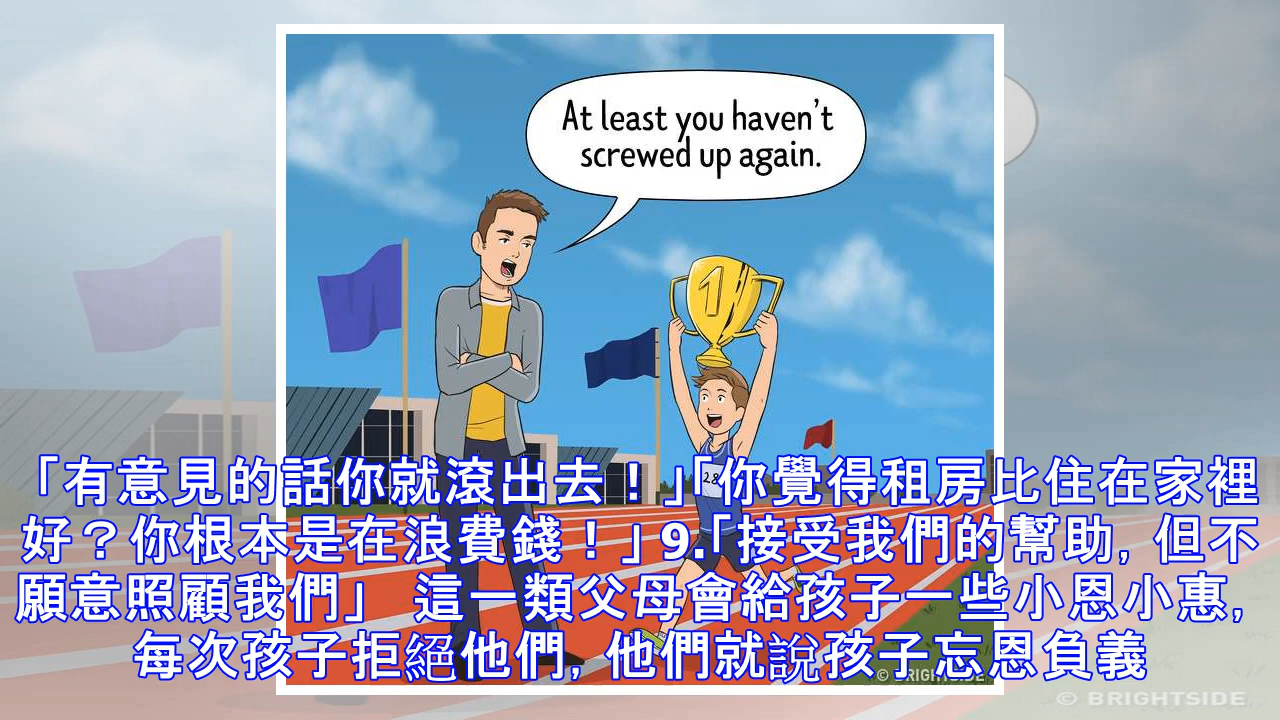 At least you haven't
screwed up again.
1
2.8
「有意見的話你就滾出去！」「你覺得租房比住在家裡
好？你根本是在浪費錢！」9.「接受我們的幫助, 但不
願意照顧我們」 這一類父母會給孩子一些小恩小惠,
每次孩子拒絕他們, 他們就說孩子忘恩負義
© BRIGHTSIDE
© BRIGHTSIDE